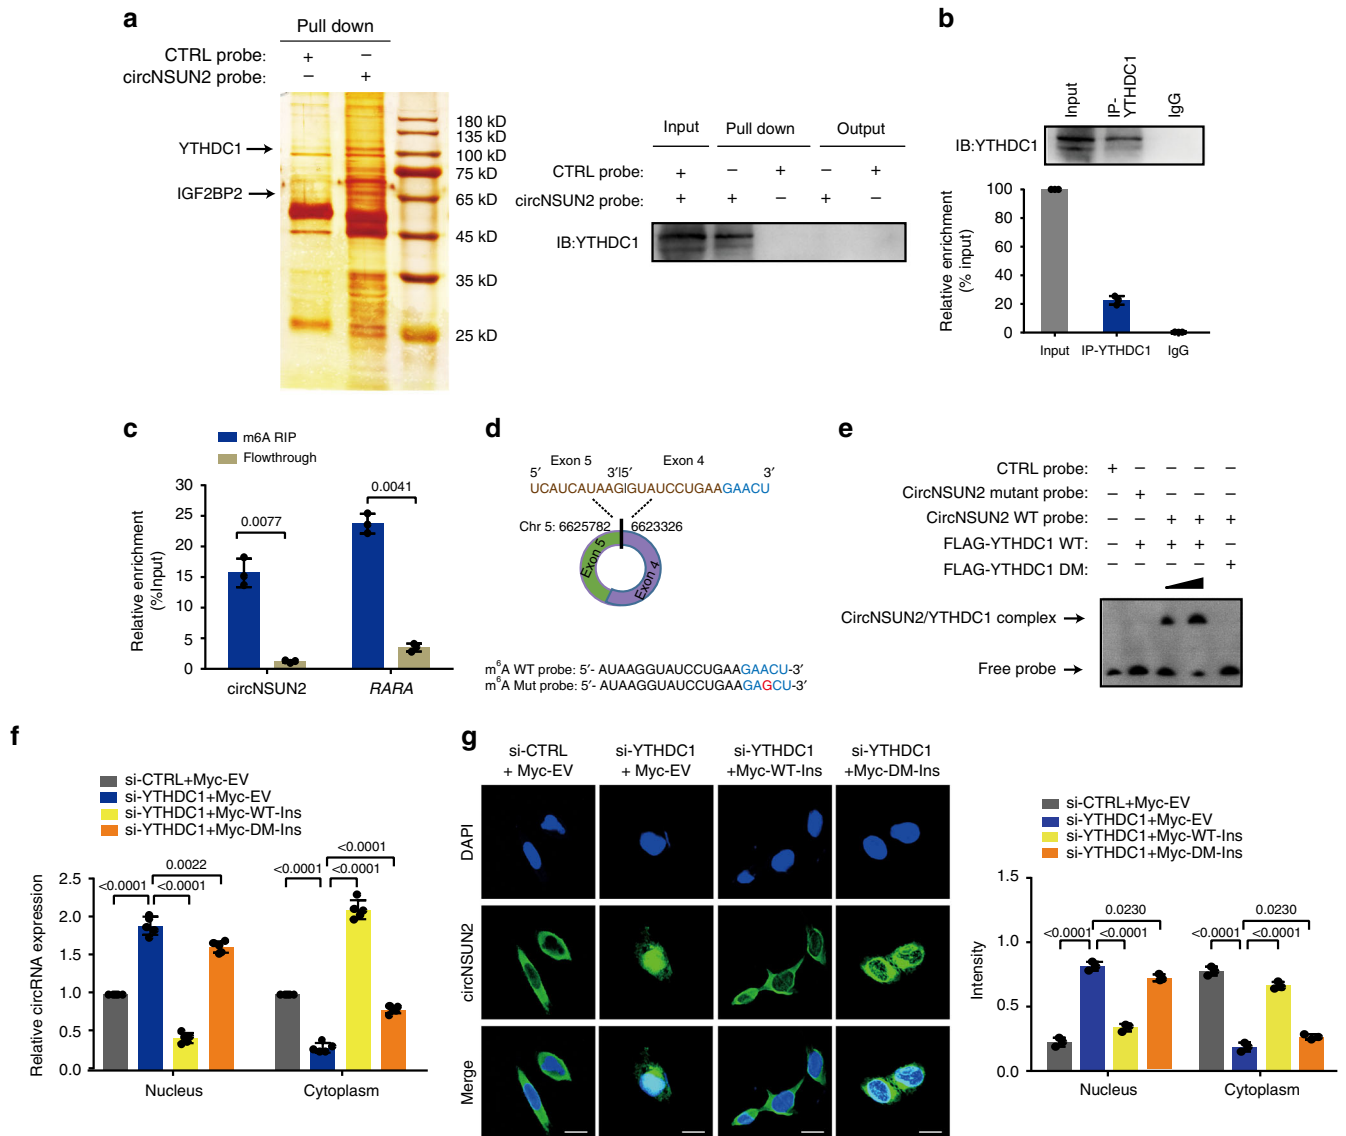 a
Pull down
CTRL probe: + −
circNSUN2 probe: − +
YTHDC1
IGF2BP2
180 kD
135 kD
100 kD
75 kD
65 kD
45 kD
35 kD
25 kD
Input Pull down Output
CTRL probe: + − + − +
circNSUN2 probe: + + − + −
IB:YTHDC1
b
Input
IP-YTHDC1
IgG
IB:YTHDC1
Relative enrichment
(% input)
100
80
60
40
20
0
Input IP-YTHDC1 IgG
c
m6A RIP
Flowthrough
Relative enrichment
(%Input)
30
25
20
15
10
5
0
0.0077
0.0041
circNSUN2 RARA
d
Exon 5 Exon 4
5′ 3′|5′ 3′
UCAUCAUAAG|GUAUCCUGAAGAACU
Chr 5: 6625782 6623326
Exon 5
Exon 4
m6A WT probe: 5′- AUAAGGUAUCCUGAAGAACU-3′
m6A Mut probe: 5′- AUAAGGUAUCCUGAAGAGCU-3′
e
CTRL probe: + − − − −
CircNSUN2 mutant probe: − + − − −
CircNSUN2 WT probe: − − + + +
FLAG-YTHDC1 WT: − + + + −
FLAG-YTHDC1 DM: − − − − +
CircNSUN2/YTHDC1 complex
Free probe
f
si-CTRL+Myc-EV
si-YTHDC1+Myc-EV
si-YTHDC1+Myc-WT-Ins
si-YTHDC1+Myc-DM-Ins
Relative circRNA expression
2.5
2.0
1.5
1.0
0.5
0.0
0.0022
<0.0001 <0.0001
<0.0001
<0.0001 <0.0001
Nucleus Cytoplasm
g
si-CTRL
+ Myc-EV
si-YTHDC1
+ Myc-EV
si-YTHDC1
+Myc-WT-Ins
si-YTHDC1
+Myc-DM-Ins
DAPI
circNSUN2
Merge
si-CTRL+Myc-EV
si-YTHDC1+Myc-EV
si-YTHDC1+Myc-WT-Ins
si-YTHDC1+Myc-DM-Ins
Intensity
1.5
1.0
0.5
0.0
0.0230 0.0230
<0.0001 <0.0001 <0.0001 <0.0001
Nucleus Cytoplasm